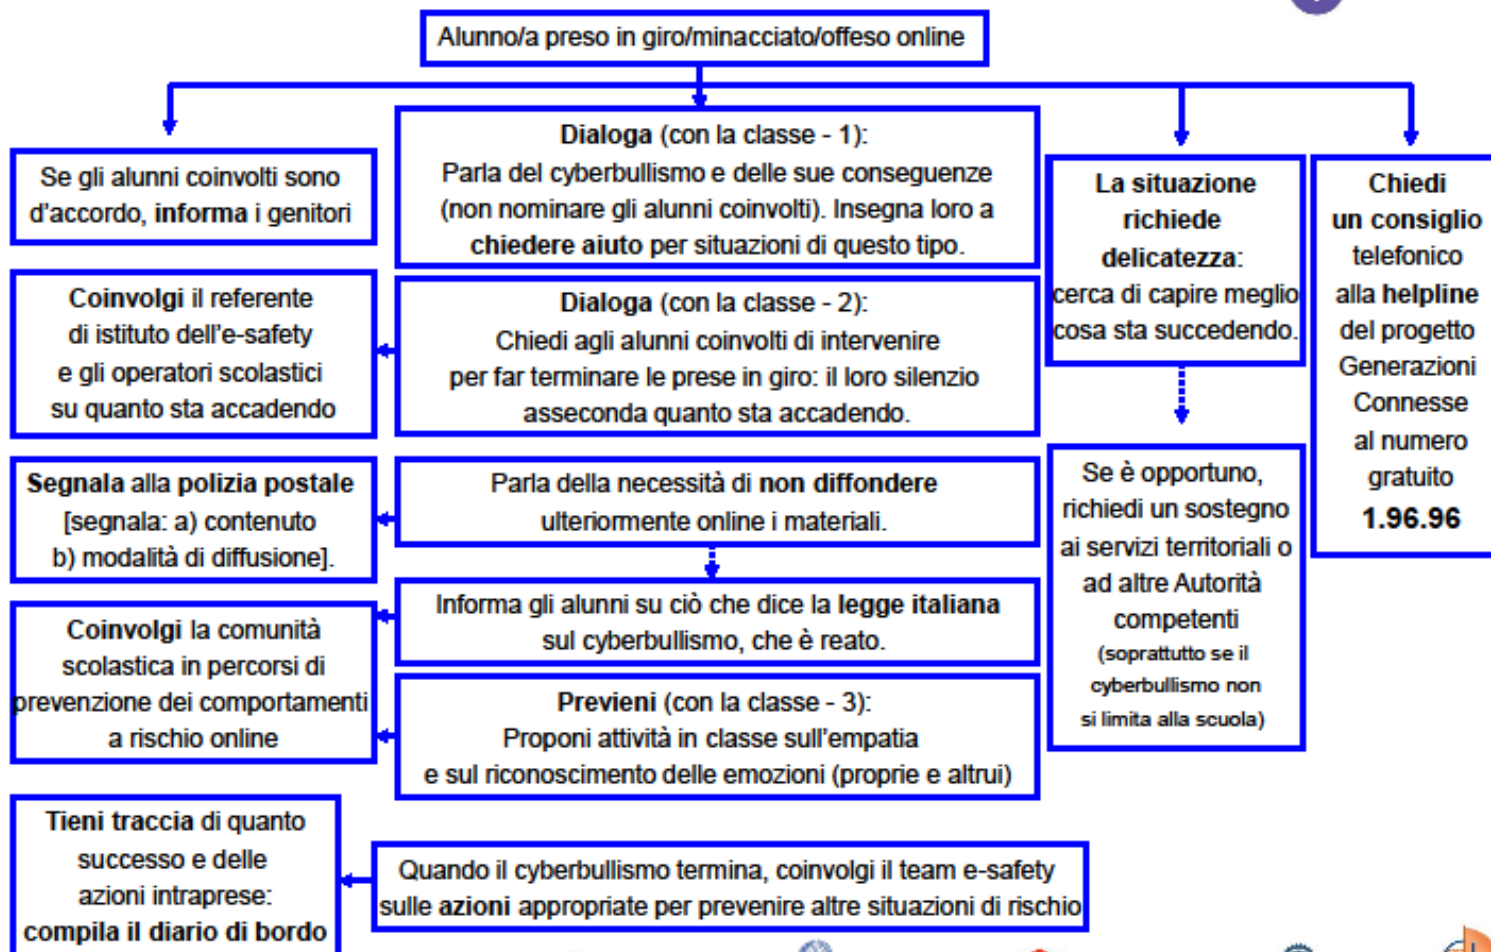 Alunno/a preso in giro/minacciato/offeso online
Se gli alunni coinvolti sono
d'accordo, informa i genitori
Coinvolgi il referente
di istituto dell'e-safety
e gli operatori scolastici
su quanto sta accadendo
Segnala alla polizia postale
[segnala: a) contenuto
b) modalità di diffusione].
Coinvolgi la comunità
scolastica in percorsi di
prevenzione dei comportamenti
a rischio online
Tieni traccia di quanto
successo e delle
azioni intraprese:
compila il diario di bordo
Dialoga (con la classe - 1):
Parla del cyberbullismo e delle sue conseguenze
(non nominare gli alunni coinvolti). Insegna loro a
chiedere aiuto per situazioni di questo tipo.
Dialoga (con la classe - 2):
Chiedi agli alunni coinvolti di intervenire
per far terminare le prese in giro: il loro silenzio
asseconda quanto sta accadendo.
Parla della necessità di non diffondere
ulteriormente online i materiali.
Informa gli alunni su ciò che dice la legge italiana
sul cyberbullismo, che è reato.
Previeni (con la classe - 3):
Proponi attività in classe sull'empatia
e sul riconoscimento delle emozioni (proprie e altrui)
Quando il cyberbullismo termina, coinvolgi il team e-safety
sulle azioni appropriate per prevenire altre situazioni di rischio
La situazione
richiede
delicatezza:
cerca di capire meglio
cosa sta succedendo.
Se è opportuno,
richiedi un sostegno
ai servizi territoriali o
ad altre Autorità
competenti
(soprattutto se il
cyberbullismo non
si limita alla scuola)
Chiedi
un consiglio
telefonico
alla helpline
del progetto
Generazioni
Connesse
al numero
gratuito
1.96.96